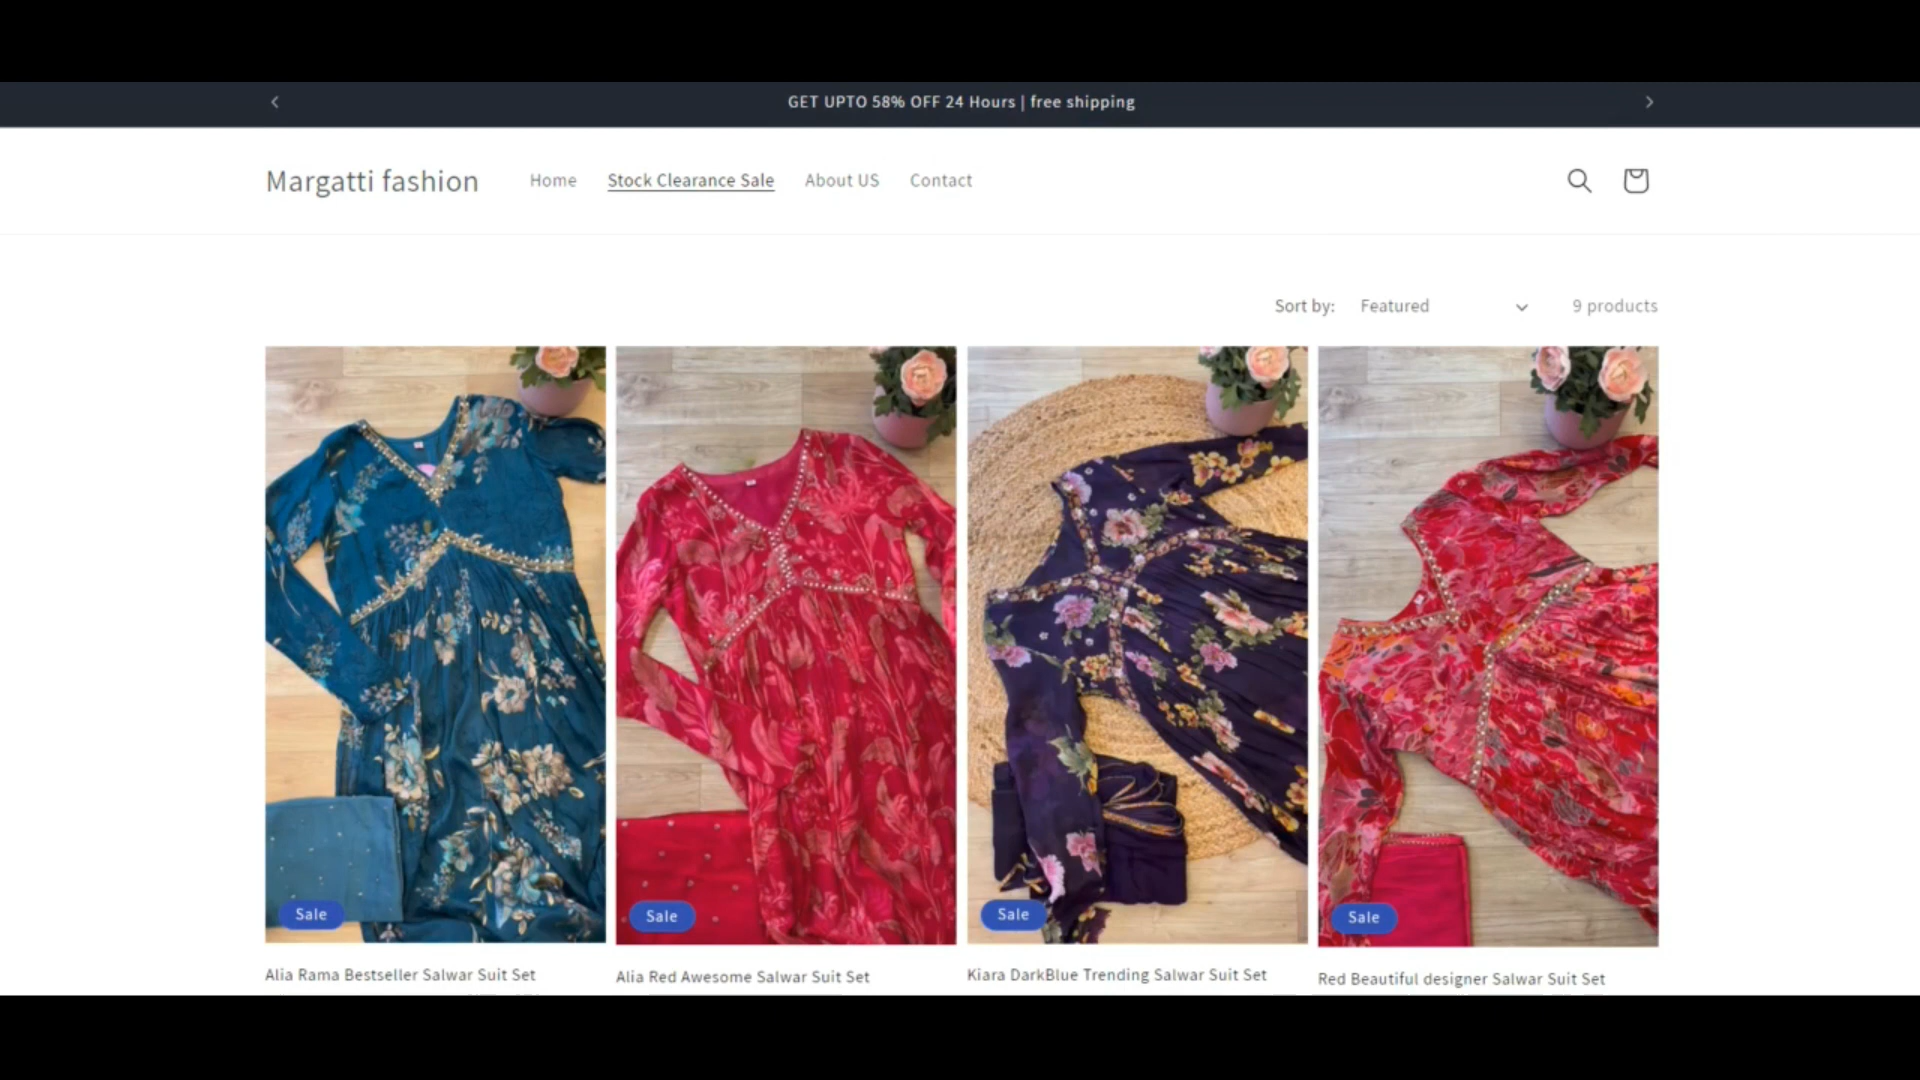 GET UPTO 58% OFF 24 Hours | free shipping
Margatti fashion
Home
Stock Clearance Sale
About US
Contact
Sort by:
Featured
9 products
Sale
Sale
Sale
Sale
Alia Rama Bestseller Salwar Suit Set
Alia Red Awesome Salwar Suit Set
Kiara DarkBlue Trending Salwar Suit Set
Red Beautiful designer Salwar Suit Set